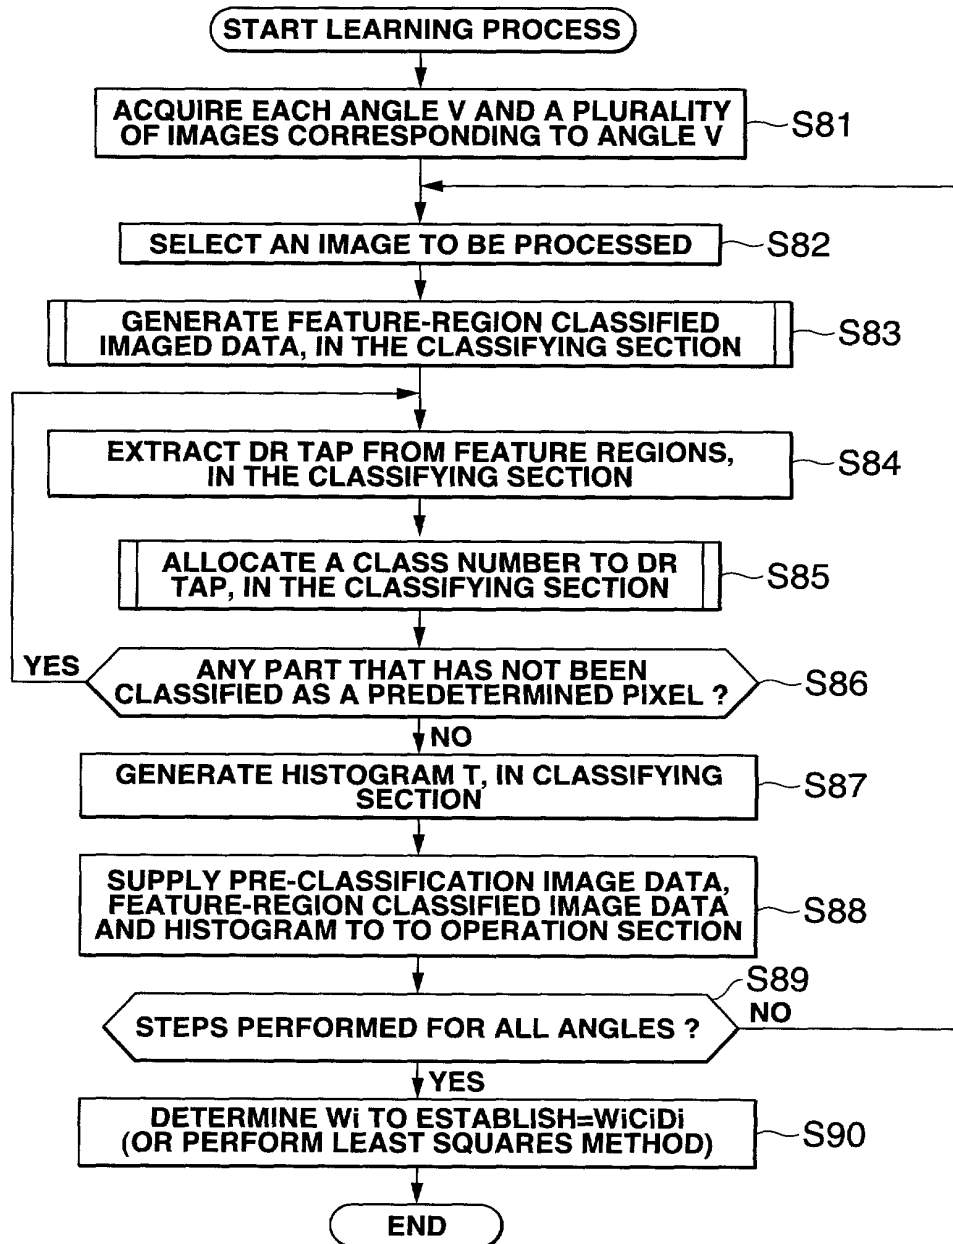 START LEARNING PROCESS
ACQUIRE EACH ANGLE V AND A PLURALITY
OF IMAGES CORRESPONDING TO ANGLE V
S81
SELECT AN IMAGE TO BE PROCESSED
S82
GENERATE FEATURE-REGION CLASSIFIED
IMAGED DATA, IN THE CLASSIFYING SECTION
S83
EXTRACT DR TAP FROM FEATURE REGIONS,
IN THE CLASSIFYING SECTION
S84
ALLOCATE A CLASS NUMBER TO DR
TAP, IN THE CLASSIFYING SECTION
S85
YES
ANY PART THAT HAS NOT BEEN
CLASSIFIED AS A PREDETERMINED PIXEL ?
S86
NO
GENERATE HISTOGRAM T, IN CLASSIFYING
SECTION
S87
SUPPLY PRE-CLASSIFICATION IMAGE DATA,
FEATURE-REGION CLASSIFIED IMAGE DATA
AND HISTOGRAM TO TO OPERATION SECTION
S88
S89
STEPS PERFORMED FOR ALL ANGLES ?
NO
YES
DETERMINE Wi TO ESTABLISH=WiCiDi
(OR PERFORM LEAST SQUARES METHOD)
S90
END